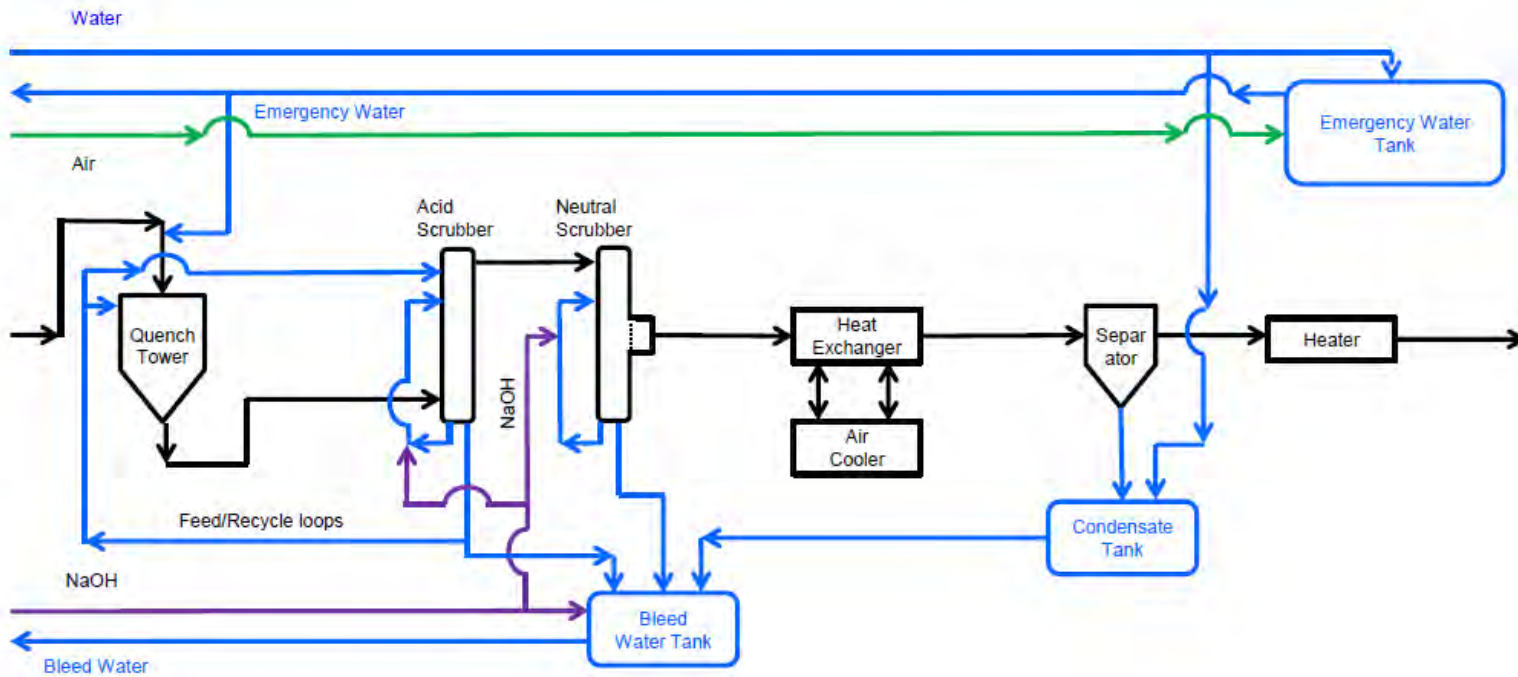 Water
Emergency Water
Air
Emergency Water
Tank
Acid
Scrubber
Neutral
Scrubber
Quench
Tower
NaOH
Heat
Exchanger
Separ
ator
Heater
Air
Cooler
Feed/Recycle loops
Condensate
Tank
NaOH
Bleed
Water Tank
Bleed Water